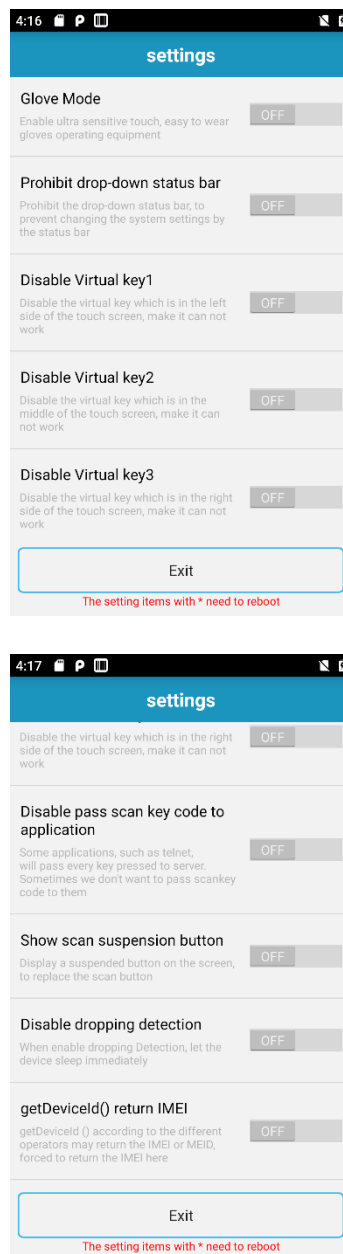 4:16
settings
Glove Mode
Enable ultra sensitive touch, easy to wear
gloves operating equipment
OFF
Prohibit drop-down status bar
Prohibit the drop-down status bar, to
prevent changing the system settings by
the status bar
OFF
Disable Virtual key1
Disable the virtual key which is in the left
side of the touch screen, make it can not
work
OFF
Disable Virtual key2
Disable the virtual key which is in the
middle of the touch screen, make it can
not work
OFF
Disable Virtual key3
Disable the virtual key which is in the right
side of the touch screen, make it can not
work
OFF
Exit
The setting items with * need to reboot
4:17
settings
Disable the virtual key which is in the right
side of the touch screen, make it can not
work
OFF
Disable pass scan key code to
application
Some applications, such as telnet,
will pass every key pressed to server.
Sometimes we don't want to pass scankey
code to them
OFF
Show scan suspension button
Display a suspended button on the screen,
to replace the scan button
OFF
Disable dropping detection
When enable dropping Detection, let the
device sleep immediately
OFF
getDeviceId() return IMEI
getDeviceId () according to the different
operators may return the IMEI or MEID,
forced to return the IMEI here
OFF
Exit
The setting items with * need to reboot